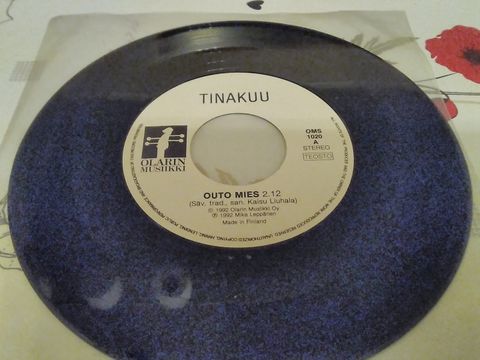 TINAKUU
OLARIN
MUSIIKKI
OMS
1020
A
STEREO
TEOSTO
OUTO MIES 2.12
(Säv. trad., san. Kaisu Liuhala)
℗ 1992 Olarin Musiikki Oy
© 1992 Mika Leppänen
Made in Finland